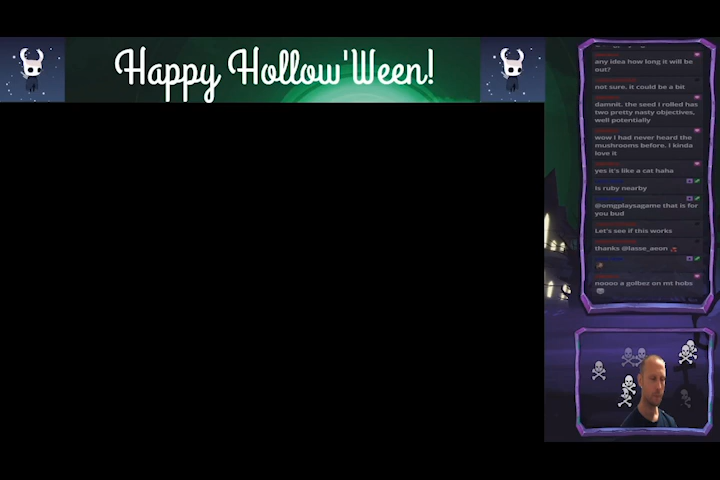 Happy Hollow'Ween!
any idea how long it will be
out?
not sure. it could be a bit
damnit. the seed I rolled has
two pretty nasty objectives,
well potentially
wow I had never heard the
mushrooms before. I kinda
love it
yes it's like a cat haha
Is ruby nearby
@omgplaysagame that is for
you bud
Let's see if this works
thanks @lasse_aeon
noooo a golbez on mt hobs